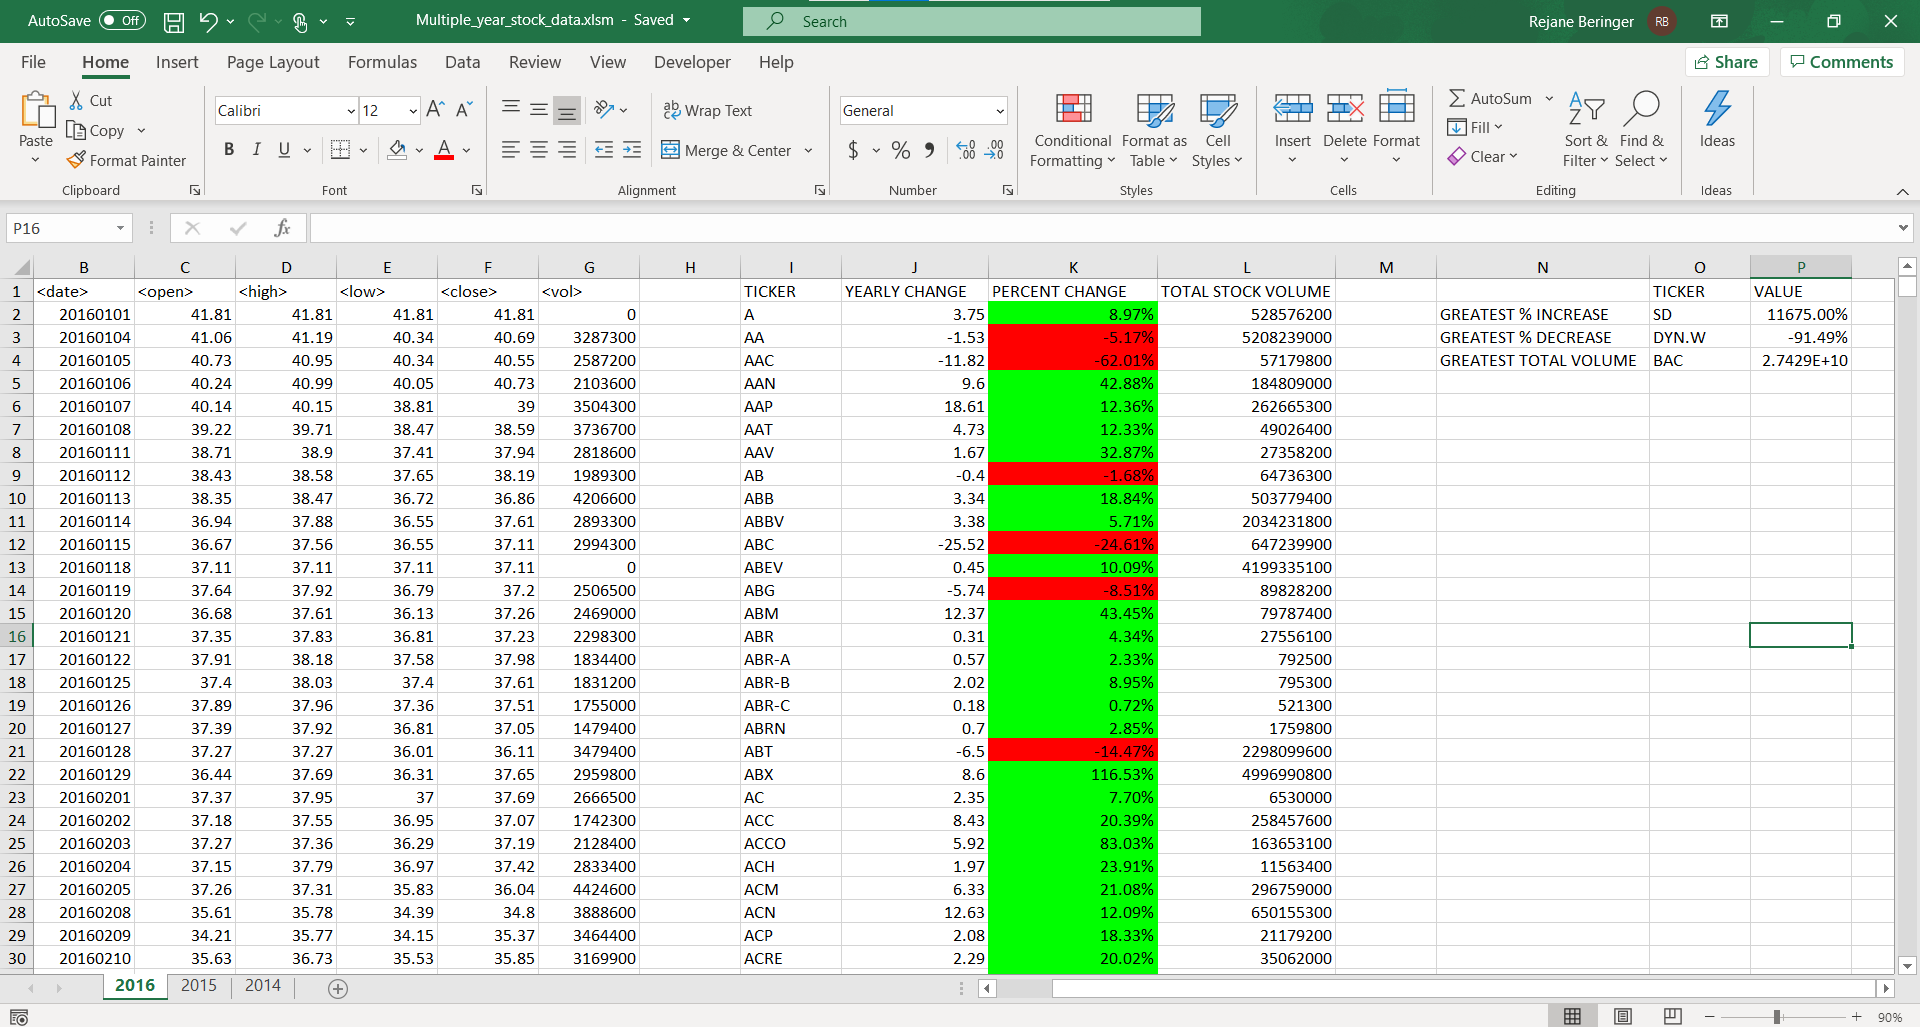 AutoSave Off Multiple_year_stock_data.xlsm - Saved Search Rejane Beringer RB
File Home Insert Page Layout Formulas Data Review View Developer Help Share Comments
Paste Cut Copy Format Painter Clipboard
Calibri 12 B I U A Font
Wrap Text Merge & Center Alignment
General $ % Number
Conditional Formatting Format as Table Cell Styles Styles
Insert Delete Format Cells
AutoSum Fill Clear Sort & Filter Find & Select Editing
Ideas Ideas
P16 fx
B C D E F G H I J K L M N O P
1 <date> <open> <high> <low> <close> <vol> TICKER YEARLY CHANGE PERCENT CHANGE TOTAL STOCK VOLUME TICKER VALUE
2 20160101 41.81 41.81 41.81 41.81 0 A 3.75 8.97% 528576200 GREATEST % INCREASE SD 11675.00%
3 20160104 41.06 41.19 40.34 40.69 3287300 AA -1.53 -5.17% 5208239000 GREATEST % DECREASE DYN.W -91.49%
4 20160105 40.73 40.95 40.34 40.55 2587200 AAC -11.82 -62.01% 57179800 GREATEST TOTAL VOLUME BAC 2.7429E+10
5 20160106 40.24 40.99 40.05 40.73 2103600 AAN 9.6 42.88% 184809000
6 20160107 40.14 40.15 38.81 39 3504300 AAP 18.61 12.36% 262665300
7 20160108 39.22 39.71 38.47 38.59 3736700 AAT 4.73 12.33% 49026400
8 20160111 38.71 38.9 37.41 37.94 2818600 AAV 1.67 32.87% 27358200
9 20160112 38.43 38.58 37.65 38.19 1989300 AB -0.4 -1.68% 64736300
10 20160113 38.35 38.47 36.72 36.86 4206600 ABB 3.34 18.84% 503779400
11 20160114 36.94 37.88 36.55 37.61 2893300 ABBV 3.38 5.71% 2034231800
12 20160115 36.67 37.56 36.55 37.11 2994300 ABC -25.52 -24.61% 647239900
13 20160118 37.11 37.11 37.11 37.11 0 ABEV 0.45 10.09% 4199335100
14 20160119 37.64 37.92 36.79 37.2 2506500 ABG -5.74 -8.51% 89828200
15 20160120 36.68 37.61 36.13 37.26 2469000 ABM 12.37 43.45% 79787400
16 20160121 37.35 37.83 36.81 37.23 2298300 ABR 0.31 4.34% 27556100
17 20160122 37.91 38.18 37.58 37.98 1834400 ABR-A 0.57 2.33% 792500
18 20160125 37.4 38.03 37.4 37.61 1831200 ABR-B 2.02 8.95% 795300
19 20160126 37.89 37.96 37.36 37.51 1755000 ABR-C 0.18 0.72% 521300
20 20160127 37.39 37.92 36.81 37.05 1479400 ABRN 0.7 2.85% 1759800
21 20160128 37.27 37.27 36.01 36.11 3479400 ABT -6.5 -14.47% 2298099600
22 20160129 36.44 37.69 36.31 37.65 2959800 ABX 8.6 116.53% 4996990800
23 20160201 37.37 37.95 37 37.69 2666500 AC 2.35 7.70% 6530000
24 20160202 37.18 37.55 36.95 37.07 1742300 ACC 8.43 20.39% 258457600
25 20160203 37.27 37.36 36.29 37.19 2128400 ACCO 5.92 83.03% 163653100
26 20160204 37.15 37.79 36.97 37.42 2833400 ACH 1.97 23.91% 11563400
27 20160205 37.26 37.31 35.83 36.04 4424600 ACM 6.33 21.08% 296759000
28 20160208 35.61 35.78 34.39 34.8 3888600 ACN 12.63 12.09% 650155300
29 20160209 34.21 35.77 34.15 35.37 3464400 ACP 2.08 18.33% 21179200
30 20160210 35.63 36.73 35.53 35.85 3169900 ACRE 2.29 20.02% 35062000
2016 2015 2014
90%